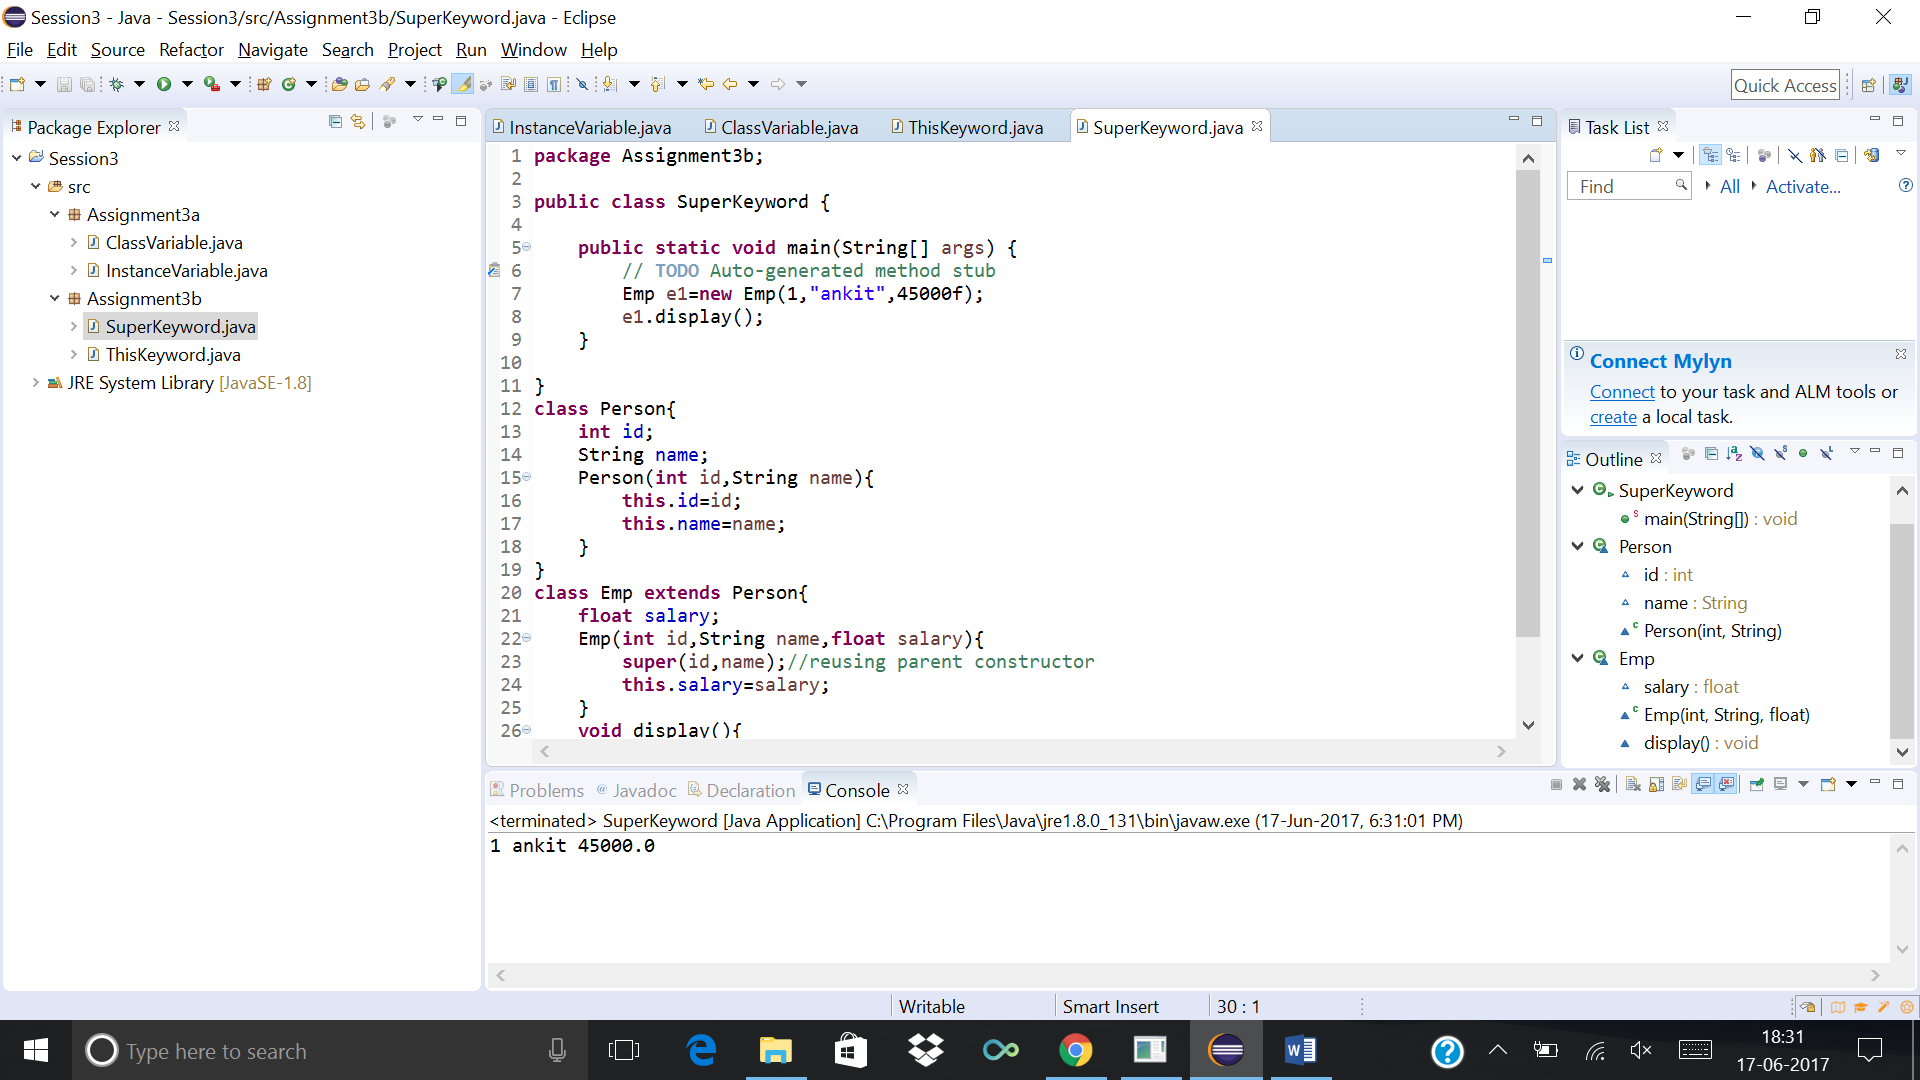 Session3 - Java - Session3/src/Assignment3b/SuperKeyword.java - Eclipse
File Edit Source Refactor Navigate Search Project Run Window Help
Quick Access
Package Explorer
Session3
src
Assignment3a
ClassVariable.java
InstanceVariable.java
Assignment3b
SuperKeyword.java
ThisKeyword.java
JRE System Library [JavaSE-1.8]
InstanceVariable.java ClassVariable.java ThisKeyword.java SuperKeyword.java
1 package Assignment3b;
2
3 public class SuperKeyword {
4
5     public static void main(String[] args) {
6         // TODO Auto-generated method stub
7         Emp e1=new Emp(1,"ankit",45000f);
8         e1.display();
9     }
10
11 }
12 class Person{
13     int id;
14     String name;
15     Person(int id,String name){
16         this.id=id;
17         this.name=name;
18     }
19 }
20 class Emp extends Person{
21     float salary;
22     Emp(int id,String name,float salary){
23         super(id,name);//reusing parent constructor
24         this.salary=salary;
25     }
26     void display(){
Task List
Find All Activate...
Connect Mylyn
Connect to your task and ALM tools or
create a local task.
Outline
SuperKeyword
main(String[]) : void
Person
id : int
name : String
Person(int, String)
Emp
salary : float
Emp(int, String, float)
display() : void
Problems @ Javadoc Declaration Console
<terminated> SuperKeyword [Java Application] C:\Program Files\Java\jre1.8.0_131\bin\javaw.exe (17-Jun-2017, 6:31:01 PM)
1 ankit 45000.0
Writable Smart Insert 30 : 1
Type here to search
18:31
17-06-2017